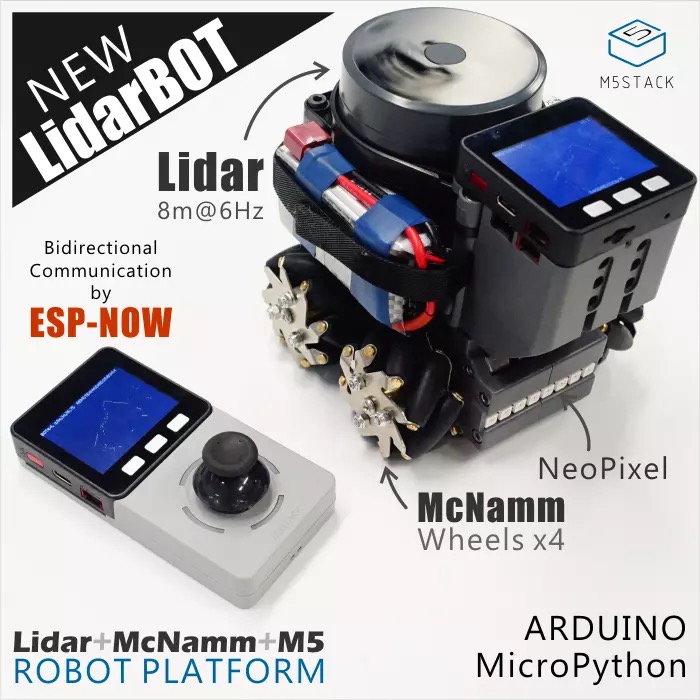 NEW
LidarBOT
M5STACK
Lidar
8m@6Hz
Bidirectional
Communication
by
ESP-NOW
NeoPixel
McNamm
Wheels x4
Lidar+McNamm+M5
ROBOT PLATFORM
ARDUINO
MicroPython